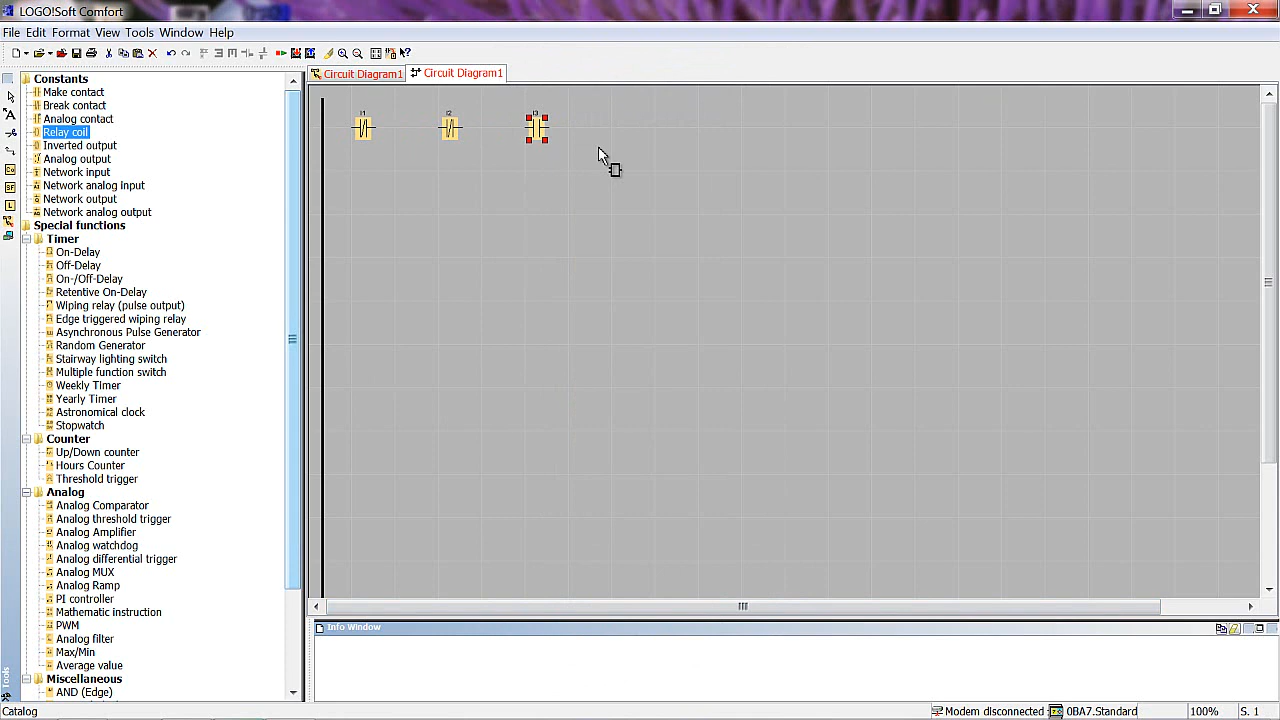 LOGO!Soft Comfort
File Edit Format View Tools Window Help
Circuit Diagram1 Circuit Diagram1
Constants
Make contact
Break contact
Analog contact
Relay coil
Inverted output
Analog output
Network input
Network analog input
Network output
Network analog output
Special functions
Timer
On-Delay
Off-Delay
On-/Off-Delay
Retentive On-Delay
Wiping relay (pulse output)
Edge triggered wiping relay
Asynchronous Pulse Generator
Random Generator
Stairway lighting switch
Multiple function switch
Weekly Timer
Yearly Timer
Astronomical clock
Stopwatch
Counter
Up/Down counter
Hours Counter
Threshold trigger
Analog
Analog Comparator
Analog threshold trigger
Analog Amplifier
Analog watchdog
Analog differential trigger
Analog MUX
Analog Ramp
PI controller
Mathematic instruction
PWM
Analog filter
Max/Min
Average value
Miscellaneous
AND (Edge)
Co
SF
L
Tools
I1 I2 I3
Info Window
Catalog
Modem disconnected 0BA7.Standard 100% S. 1